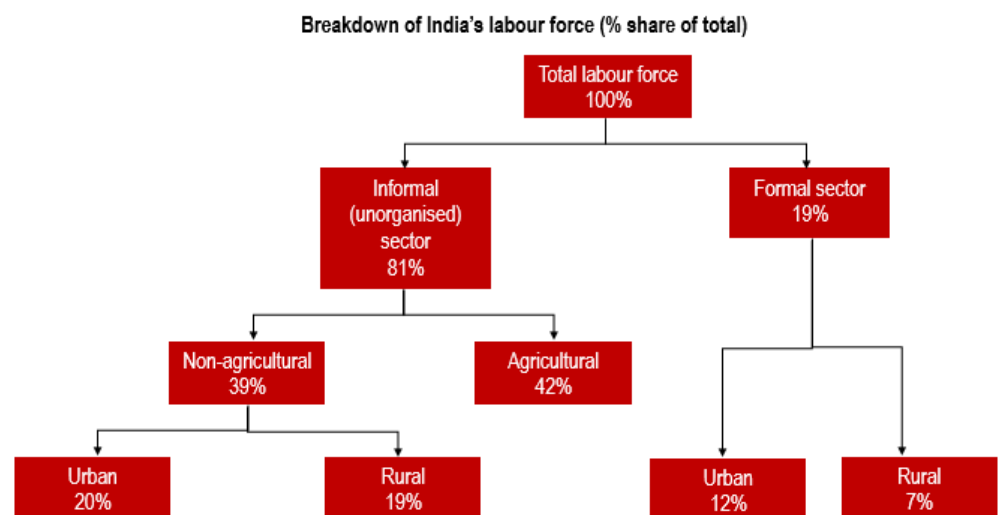 Breakdown of India's labour force (% share of total)
Total labour force
100%
Informal
(unorganised)
sector
81%
Formal sector
19%
Non-agricultural
39%
Agricultural
42%
Urban
20%
Rural
19%
Urban
12%
Rural
7%